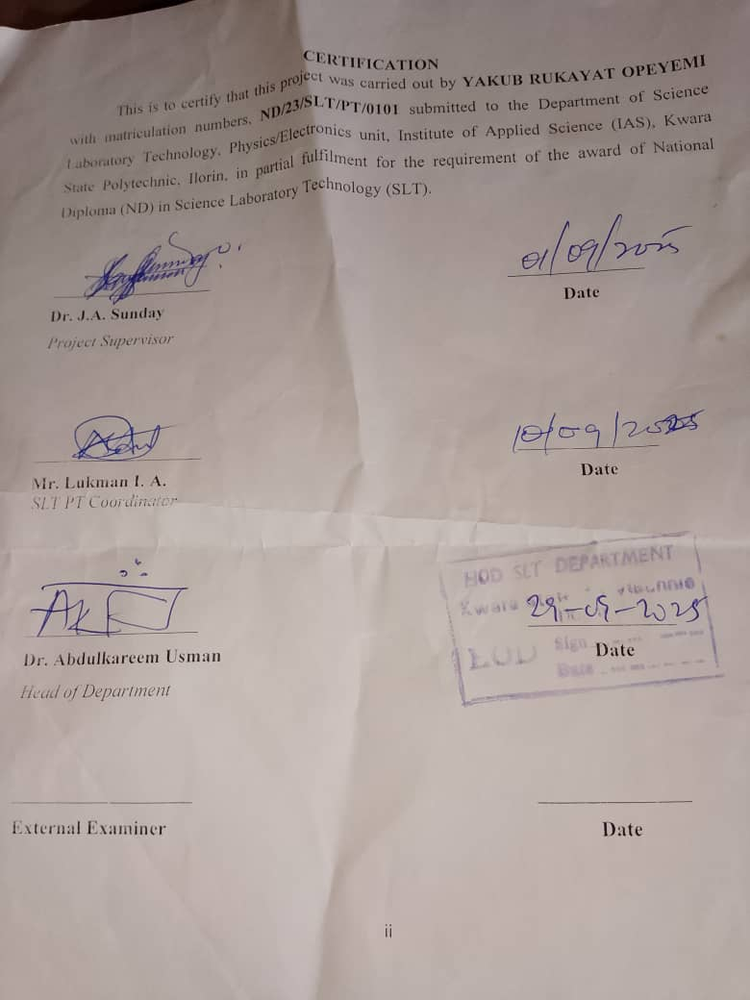 CERTIFICATION
This is to certify that this project was carried out by YAKUB RUKAYAT OPEYEMI
with matriculation numbers, ND/23/SLT/PT/0101 submitted to the Department of Science
Laboratory Technology, Physics/Electronics unit, Institute of Applied Science (IAS), Kwara
State Polytechnic, Ilorin, in partial fulfilment for the requirement of the award of National
Diploma (ND) in Science Laboratory Technology (SLT).
01/09/2025
Dr. J.A. Sunday
Date
Project Supervisor
10/09/2025
Mr. Lukman I. A.
Date
SLT PT Coordinator
HOD SLT DEPARTMENT
Kwara
29-09-2025
Sign
Date
Dr. Abdulkareem Usman
Date
Head of Department
External Examiner
Date
ii